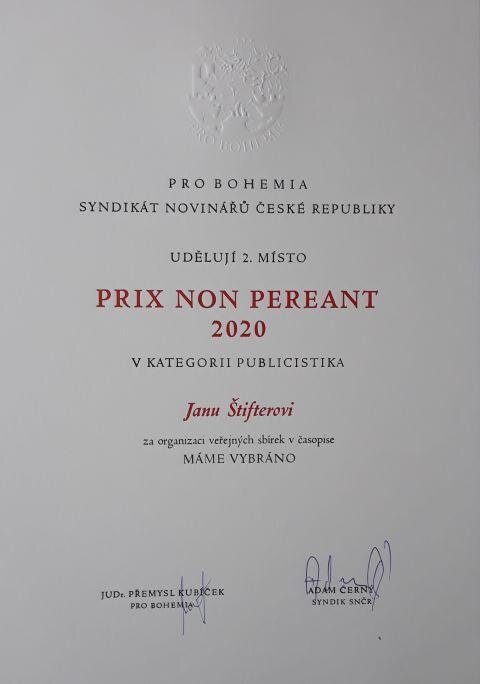 PRO BOHEMIA
PRO BOHEMIA
SYNDIKÁT NOVINÁŘŮ ČESKÉ REPUBLIKY
UDĚLUJÍ 2. MÍSTO
PRIX NON PEREANT
2020
V KATEGORII PUBLICISTIKA
Janu Štifterovi
za organizaci veřejných sbírek v časopise
MÁME VYBRÁNO
JUDr. PŘEMYSL KUBÍČEK
PRO BOHEMIA
ADAM ČERNÝ
SYNDIK SNČR